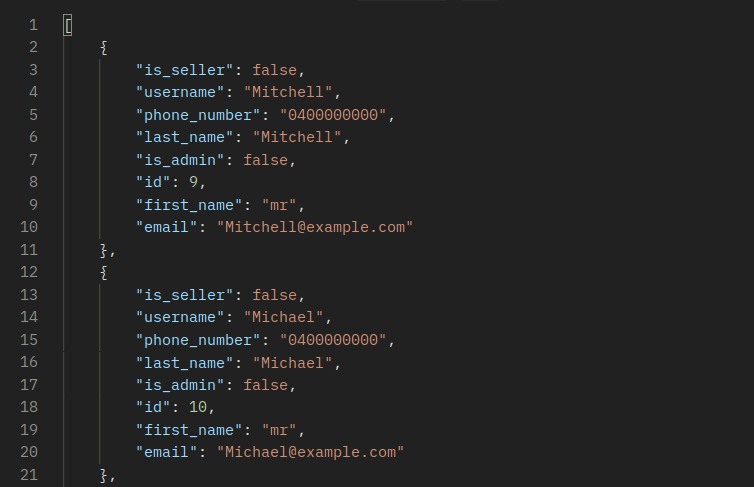 1 [
2 {
3 "is_seller": false,
4 "username": "Mitchell",
5 "phone_number": "0400000000",
6 "last_name": "Mitchell",
7 "is_admin": false,
8 "id": 9,
9 "first_name": "mr",
10 "email": "Mitchell@example.com"
11 },
12 {
13 "is_seller": false,
14 "username": "Michael",
15 "phone_number": "0400000000",
16 "last_name": "Michael",
17 "is_admin": false,
18 "id": 10,
19 "first_name": "mr",
20 "email": "Michael@example.com"
21 },